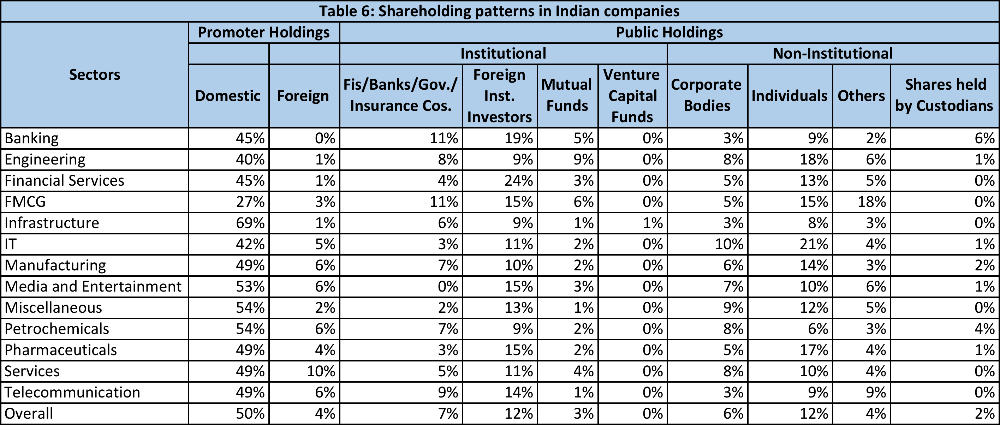 Table 6: Shareholding patterns in Indian companies
Sectors Promoter Holdings Public Holdings
Institutional Non-Institutional
Domestic Foreign Fis/Banks/Gov./ Insurance Cos. Foreign Inst. Investors Mutual Funds Venture Capital Funds Corporate Bodies Individuals Others Shares held by Custodians
Banking 45% 0% 11% 19% 5% 0% 3% 9% 2% 6%
Engineering 40% 1% 8% 9% 9% 0% 8% 18% 6% 1%
Financial Services 45% 1% 4% 24% 3% 0% 5% 13% 5% 0%
FMCG 27% 3% 11% 15% 6% 0% 5% 15% 18% 0%
Infrastructure 69% 1% 6% 9% 1% 1% 3% 8% 3% 0%
IT 42% 5% 3% 11% 2% 0% 10% 21% 4% 1%
Manufacturing 49% 6% 7% 10% 2% 0% 6% 14% 3% 2%
Media and Entertainment 53% 6% 0% 15% 3% 0% 7% 10% 6% 1%
Miscellaneous 54% 2% 2% 13% 1% 0% 9% 12% 5% 0%
Petrochemicals 54% 6% 7% 9% 2% 0% 8% 6% 3% 4%
Pharmaceuticals 49% 4% 3% 15% 2% 0% 5% 17% 4% 1%
Services 49% 10% 5% 11% 4% 0% 8% 10% 4% 0%
Telecommunication 49% 6% 9% 14% 1% 0% 3% 9% 9% 0%
Overall 50% 4% 7% 12% 3% 0% 6% 12% 4% 2%